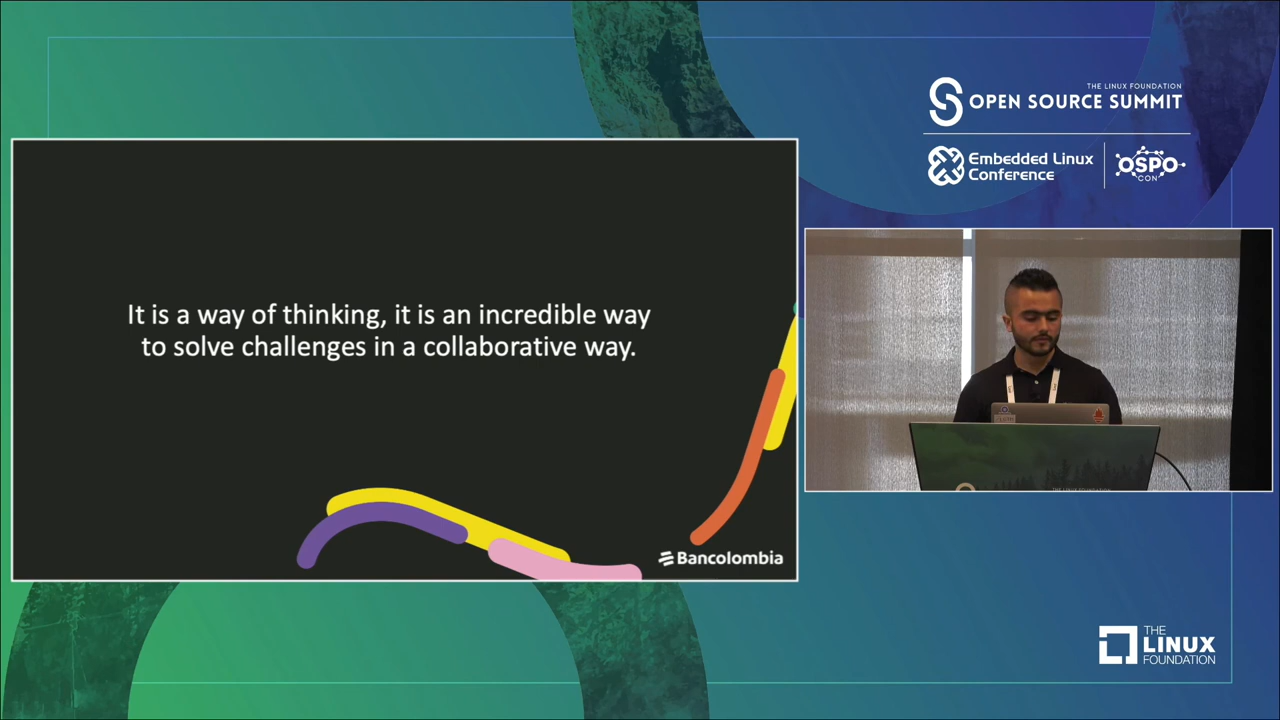 THE LINUX FOUNDATION
OPEN SOURCE SUMMIT
Embedded Linux
Conference
OSPO
CON
It is a way of thinking, it is an incredible way
to solve challenges in a collaborative way.
Bancolombia
THE
LINUX
FOUNDATION